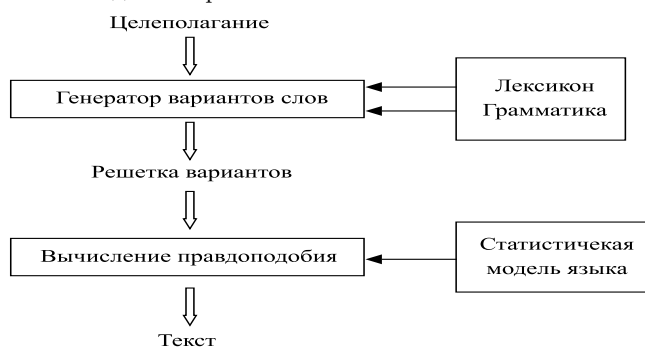 Целеполагание
Генератор вариантов слов
Лексикон
Грамматика
Решетка вариантов
Вычисление правдоподобия
Статистичекая
модель языка
Текст